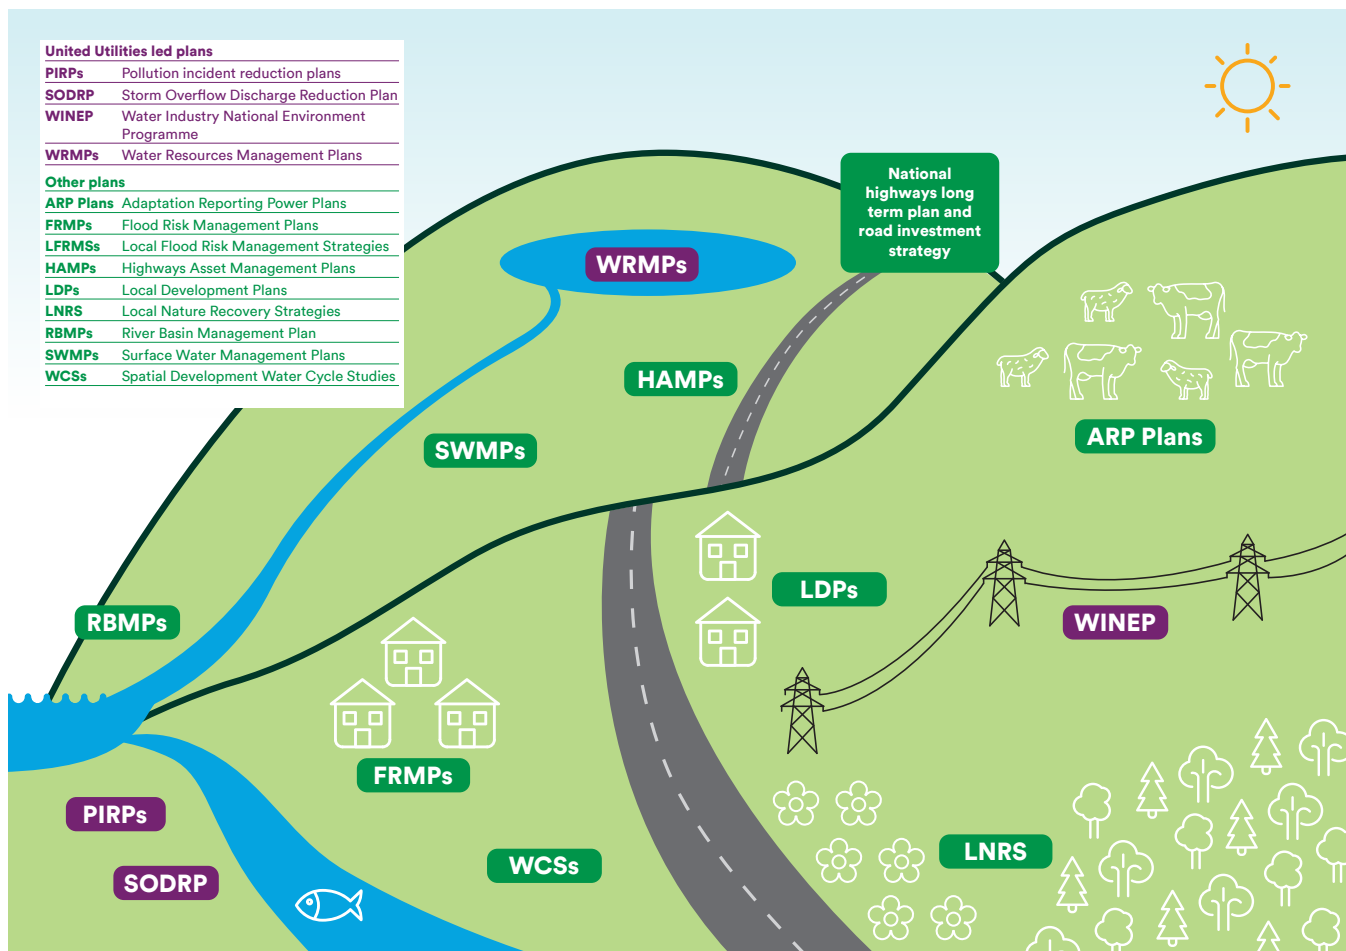 United Utilities led plans
PIRPs Pollution incident reduction plans
SODRP Storm Overflow Discharge Reduction Plan
WINEP Water Industry National Environment
Programme
WRMPs Water Resources Management Plans
Other plans
ARP Plans Adaptation Reporting Power Plans
FRMPs Flood Risk Management Plans
LFRMSs Local Flood Risk Management Strategies
HAMPs Highways Asset Management Plans
LDPs Local Development Plans
LNRS Local Nature Recovery Strategies
RBMPs River Basin Management Plan
SWMPs Surface Water Management Plans
WCSs Spatial Development Water Cycle Studies
National
highways long
term plan and
road investment
strategy
WRMPs
HAMPs
SWMPs
ARP Plans
LDPs
RBMPs
WINEP
FRMPs
PIRPs
WCSs
LNRS
SODRP